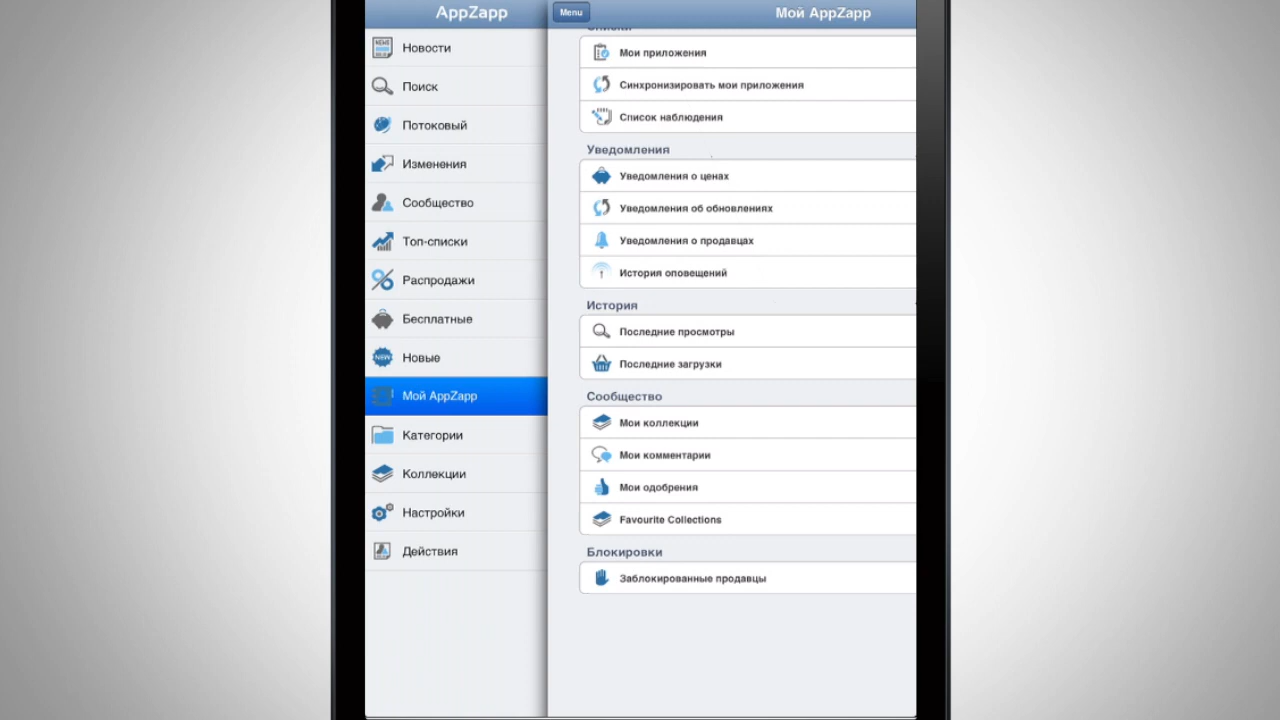 AppZapp
Новости
Поиск
Потоковый
Изменения
Сообщество
Топ-списки
Распродажи
Бесплатные
Новые
Мой AppZapp
Категории
Коллекции
Настройки
Действия
Menu
Мой AppZapp
Списки
Мои приложения
Синхронизировать мои приложения
Список наблюдения
Уведомления
Уведомления о ценах
Уведомления об обновлениях
Уведомления о продавцах
История оповещений
История
Последние просмотры
Последние загрузки
Сообщество
Мои коллекции
Мои комментарии
Мои одобрения
Favourite Collections
Блокировки
Заблокированные продавцы